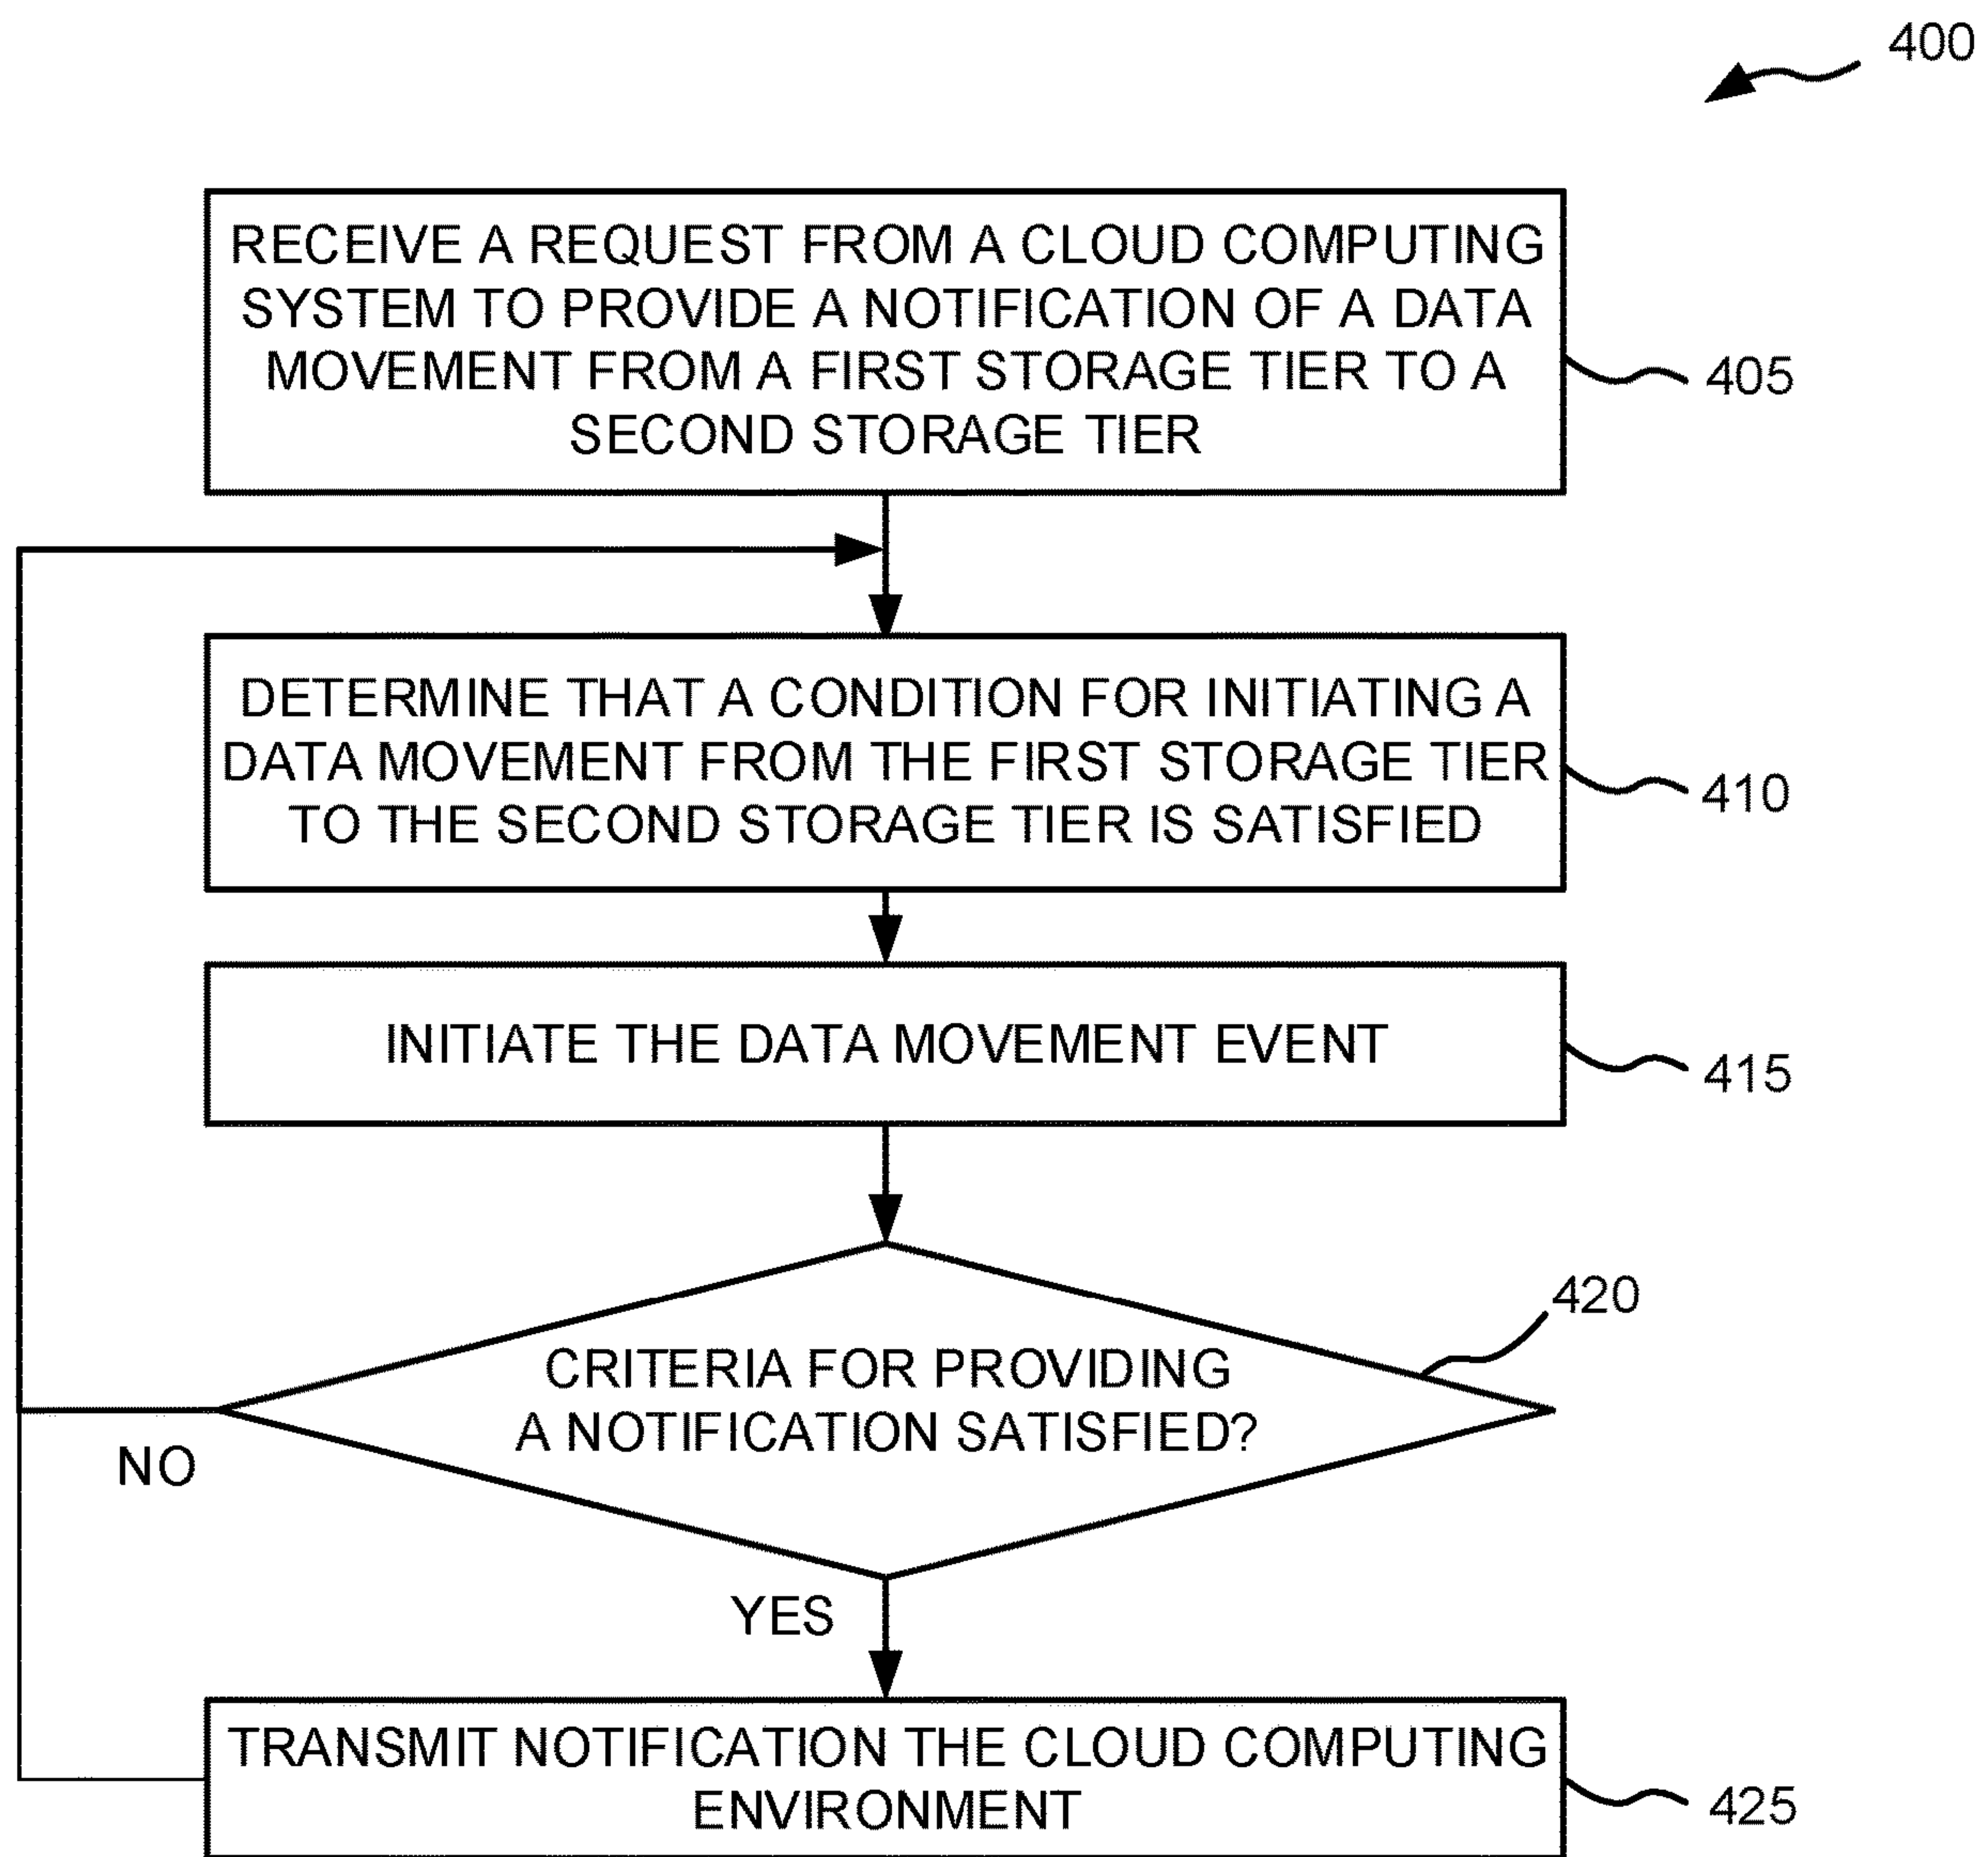 400
RECEIVE A REQUEST FROM A CLOUD COMPUTING
SYSTEM TO PROVIDE A NOTIFICATION OF A DATA
MOVEMENT FROM A FIRST STORAGE TIER TO A
SECOND STORAGE TIER
405
DETERMINE THAT A CONDITION FOR INITIATING A
DATA MOVEMENT FROM THE FIRST STORAGE TIER
TO THE SECOND STORAGE TIER IS SATISFIED
410
INITIATE THE DATA MOVEMENT EVENT
415
420
CRITERIA FOR PROVIDING
A NOTIFICATION SATISFIED?
NO
YES
TRANSMIT NOTIFICATION THE CLOUD COMPUTING
ENVIRONMENT
425